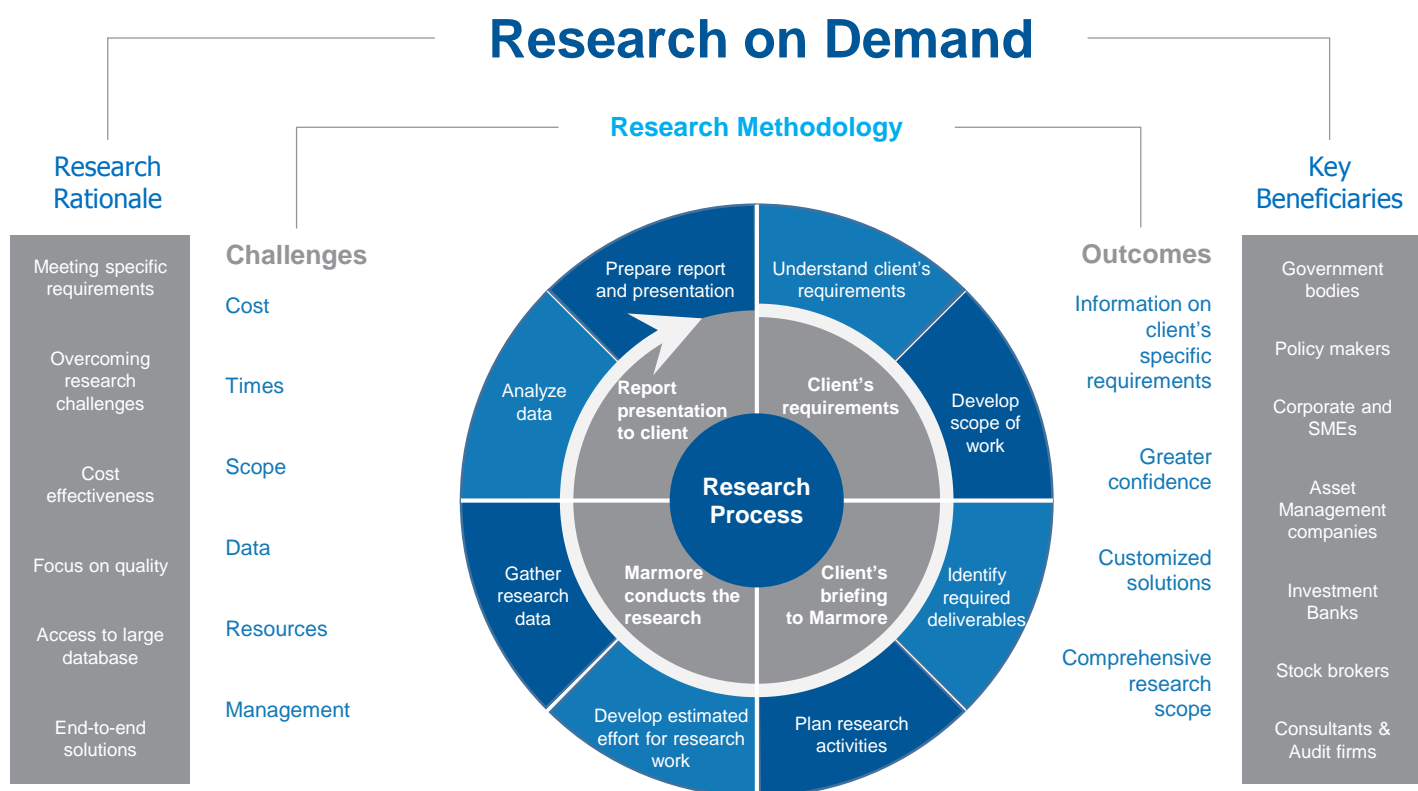 Research on Demand
Research Methodology
Research
Rationale
Meeting specific
requirements
Overcoming
research
challenges
Cost
effectiveness
Focus on quality
Access to large
database
End-to-end
solutions
Challenges
Cost
Times
Scope
Data
Resources
Management
Prepare report
and presentation
Understand client's
requirements
Develop
scope of
work
Identify
required
deliverables
Plan research
activities
Develop estimated
effort for research
work
Gather
research
data
Analyze
data
Report
presentation
to client
Client's
requirements
Client's
briefing
to Marmore
Marmore
conducts the
research
Research
Process
Outcomes
Information on
client's
specific
requirements
Greater
confidence
Customized
solutions
Comprehensive
research
scope
Key
Beneficiaries
Government
bodies
Policy makers
Corporate and
SMEs
Asset
Management
companies
Investment
Banks
Stock brokers
Consultants &
Audit firms